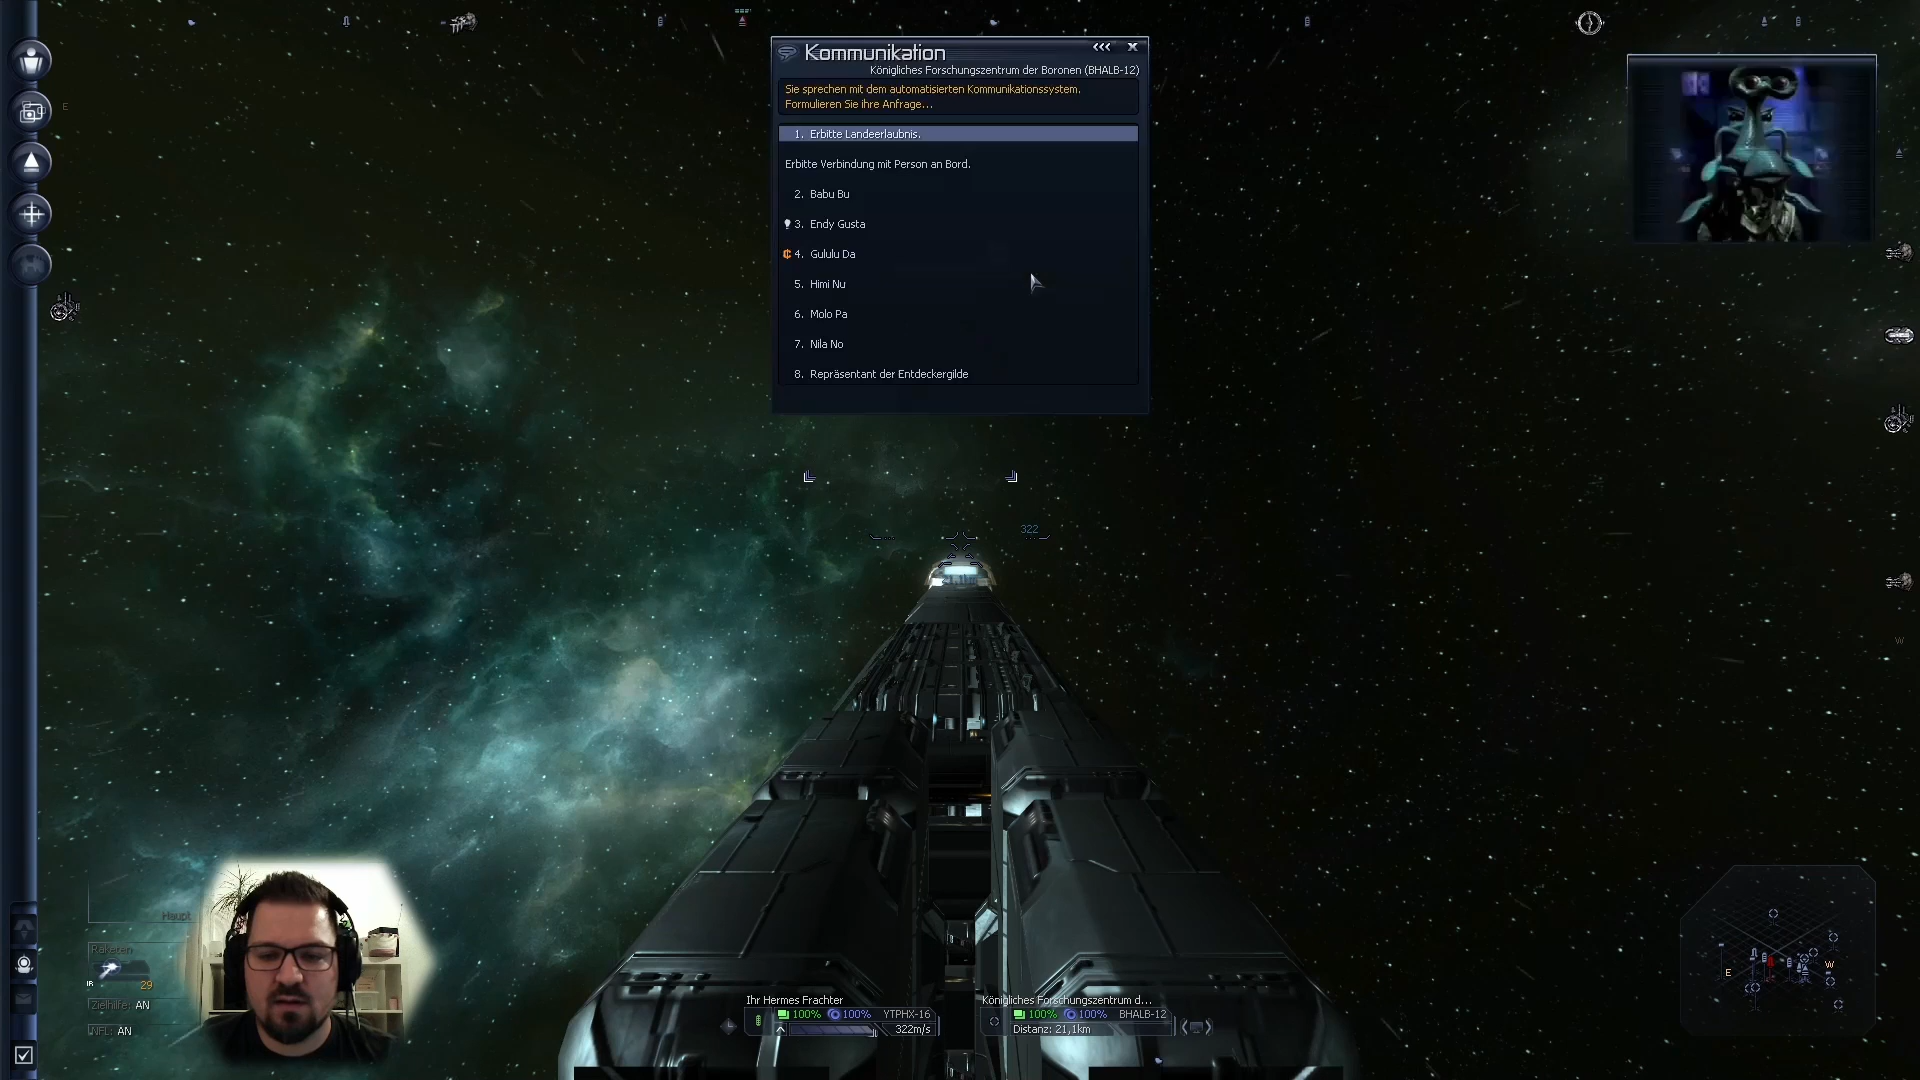 Kommunikation
Königliches Forschungszentrum der Boronen (BHALB-12)
Sie sprechen mit dem automatisierten Kommunikationssystem.
Formulieren Sie ihre Anfrage...
1. Erbitte Landeerlaubnis.
Erbitte Verbindung mit Person an Bord.
2. Babu Bu
3. Endy Gusta
4. Gululu Da
5. Himi Nu
6. Molo Pa
7. Nila No
8. Repräsentant der Entdeckergilde
E
W
322
Haupt
Raketen
IR 29
Zielhilfe: AN
NFL: AN
Ihr Hermes Frachter
100% 100% YTPHX-16
322m/s
Königliches Forschungszentrum d...
100% 100% BHALB-12
Distanz: 21,1km
E
W